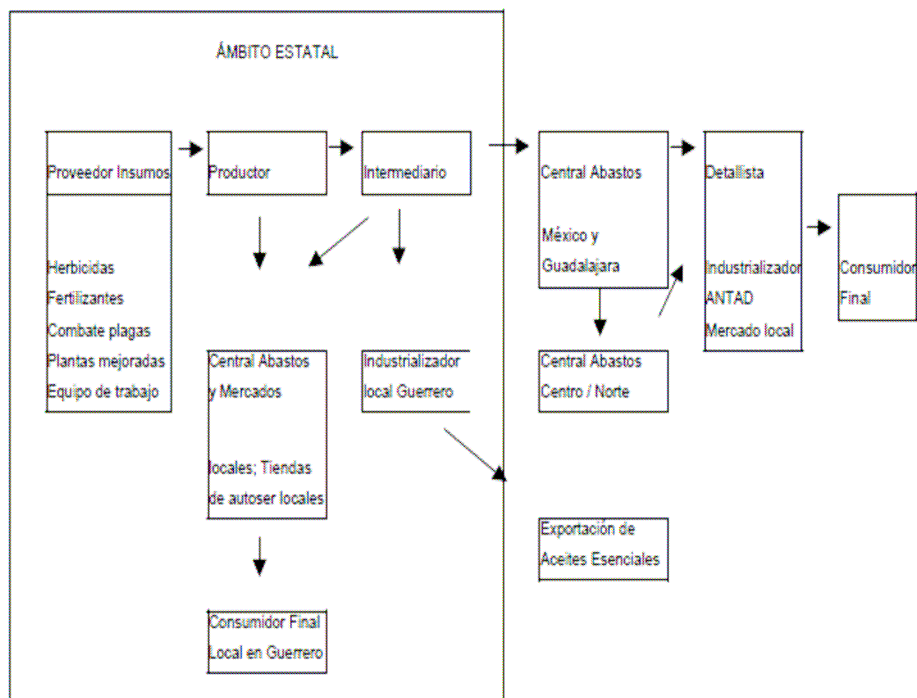 ÁMBITO ESTATAL
Proveedor Insumos
Herbicidas
Fertilizantes
Combate plagas
Plantas mejoradas
Equipo de trabajo
Productor
Intermediario
Central Abastos
y Mercados
locales; Tiendas
de autoser locales
Industrializador
local Guerrero
Consumidor Final
Local en Guerrero
Central Abastos
México y
Guadalajara
Central Abastos
Centro / Norte
Exportación de
Aceites Esenciales
Detallista
Industrializador
ANTAD
Mercado local
Consumidor
Final